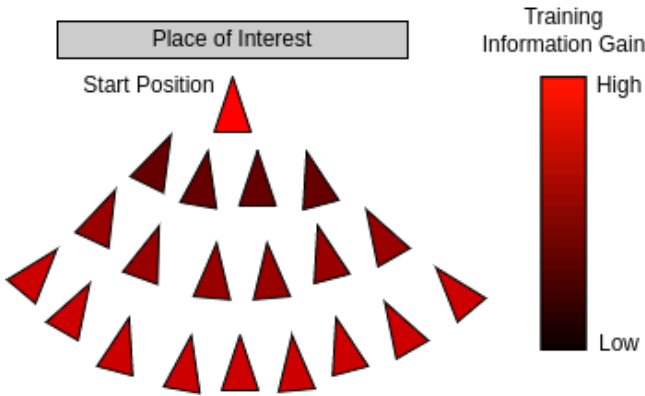 Training
Information Gain
Place of Interest
Start Position
High
Low